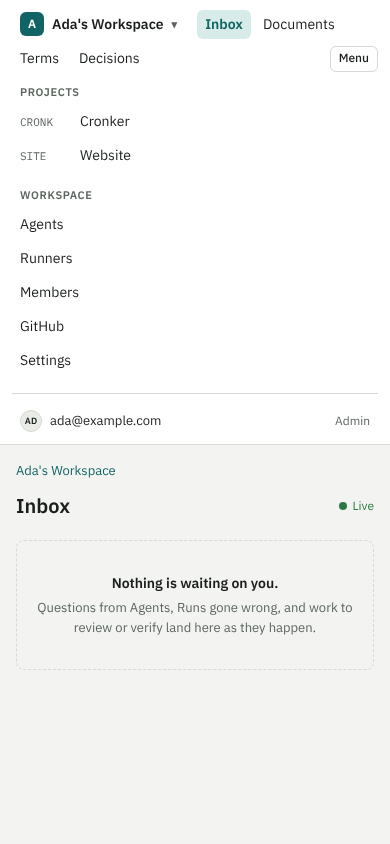 A Ada's Workspace ▾ Inbox Documents
Terms Decisions Menu
PROJECTS
CRONK Cronker
SITE Website
WORKSPACE
Agents
Runners
Members
GitHub
Settings
AD ada@example.com Admin
Ada's Workspace
Inbox Live
Nothing is waiting on you.
Questions from Agents, Runs gone wrong, and work to
review or verify land here as they happen.